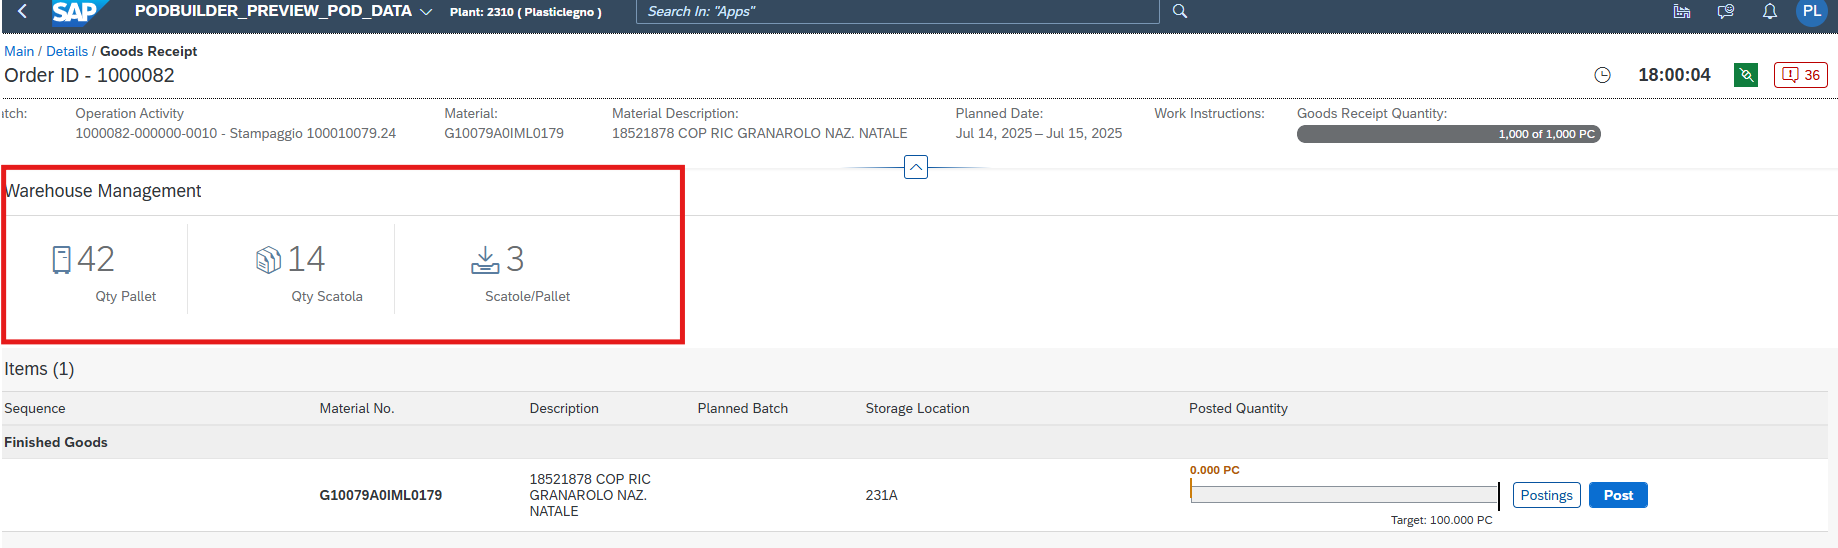 SAP PODBUILDER_PREVIEW_POD_DATA Plant: 2310 ( Plasticlegno ) Search In: "Apps" PL
Main / Details / Goods Receipt
Order ID - 1000082 18:00:04 36
tch: Operation Activity Material: Material Description: Planned Date: Work Instructions: Goods Receipt Quantity:
1000082-000000-0010 - Stampaggio 100010079.24 G10079A0IML0179 18521878 COP RIC GRANAROLO NAZ. NATALE Jul 14, 2025 – Jul 15, 2025 1,000 of 1,000 PC
Warehouse Management
42 14 3
Qty Pallet Qty Scatola Scatole/Pallet
Items (1)
Sequence Material No. Description Planned Batch Storage Location Posted Quantity
Finished Goods
0.000 PC
18521878 COP RIC
G10079A0IML0179 GRANAROLO NAZ. 231A Postings Post
NATALE
Target: 100.000 PC